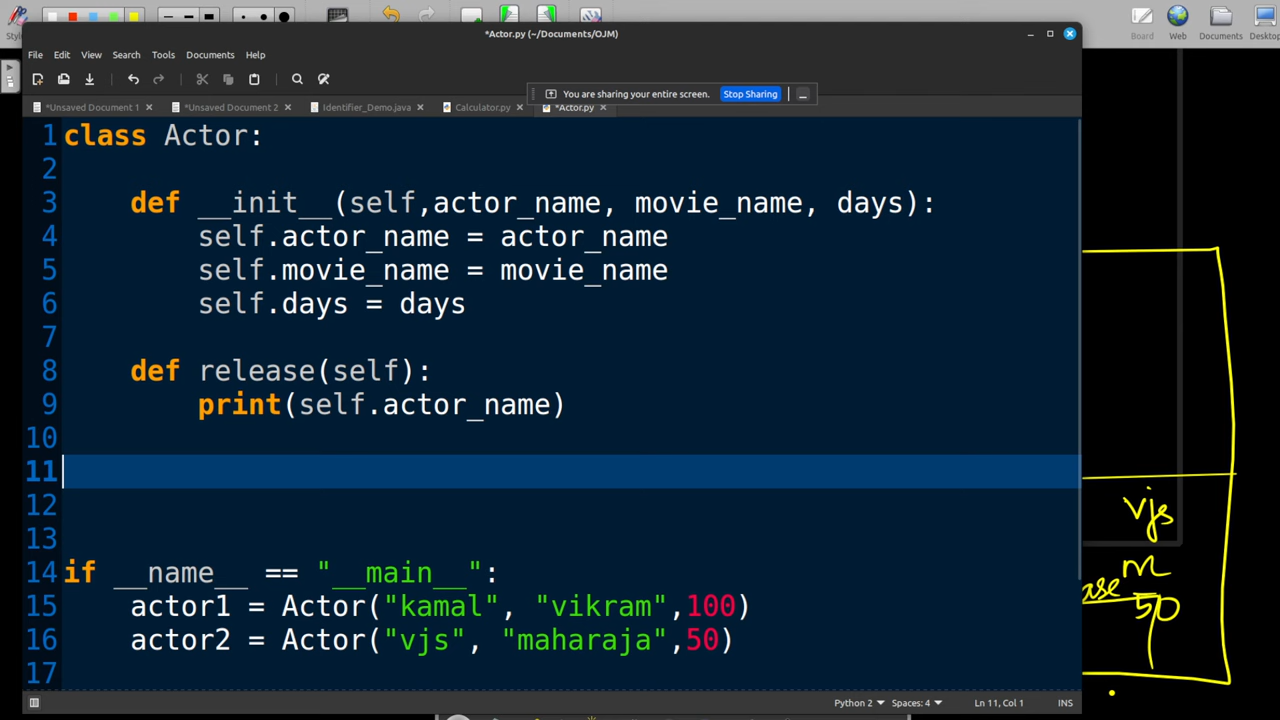 *Actor.py (~/Documents/OJM)
Board Web Documents Desktop
File Edit View Search Tools Documents Help
You are sharing your entire screen. Stop Sharing
*Unsaved Document 1 *Unsaved Document 2 Identifier_Demo.java Calculator.py *Actor.py
1 class Actor:
2
3 def __init__(self,actor_name, movie_name, days):
4 self.actor_name = actor_name
5 self.movie_name = movie_name
6 self.days = days
7
8 def release(self):
9 print(self.actor_name)
10
11
12
13
14 if __name__ == "__main__":
15 actor1 = Actor("kamal", "vikram",100)
16 actor2 = Actor("vjs", "maharaja",50)
17
vjs
m
50
Python 2 Spaces: 4 Ln 11, Col 1 INS